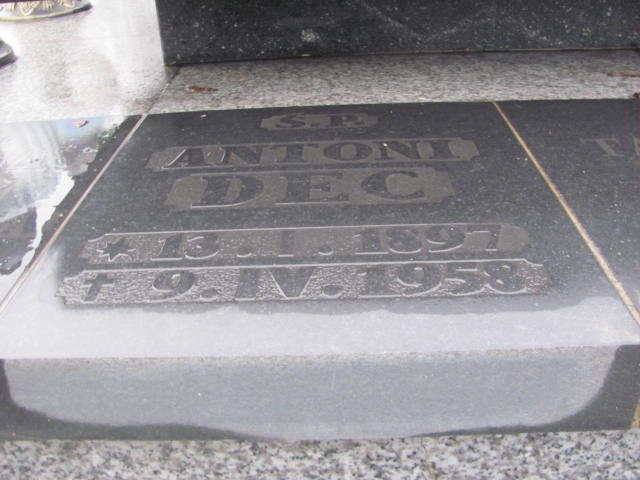 Ś.P.
ANTONI
DEC
★ 13. I. 1897
✝ 9. IV. 1958